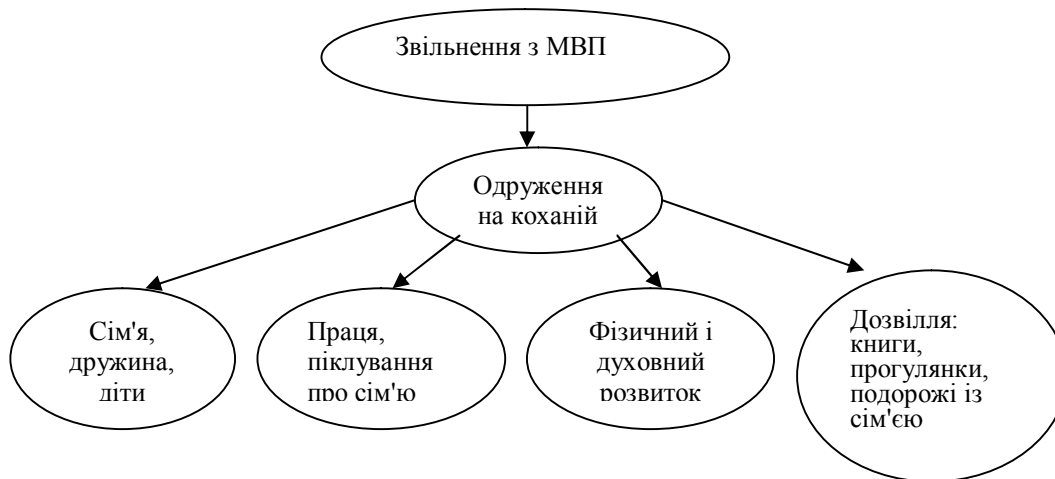 Звільнення з МВП
Одруження
на коханій
Сім'я,
дружина,
діти
Праця,
піклування
про сім'ю
Фізичний і
духовний
розвиток
Дозвілля:
книги,
прогулянки,
подорожі із
сім'єю